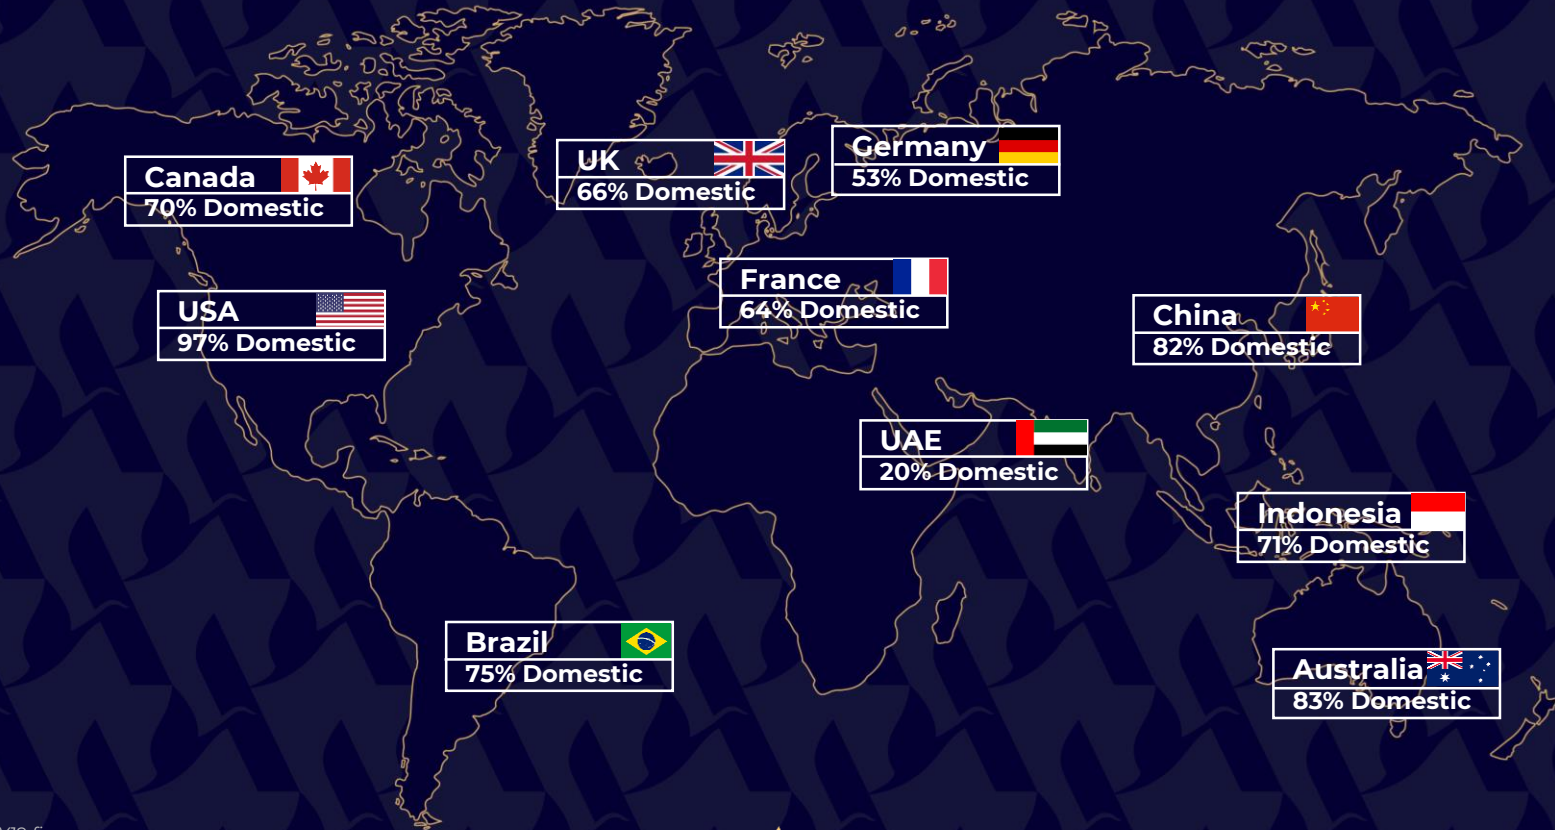 Canada
70% Domestic
UK
66% Domestic
Germany
53% Domestic
USA
97% Domestic
France
64% Domestic
China
82% Domestic
UAE
20% Domestic
Indonesia
71% Domestic
Brazil
75% Domestic
Australia
83% Domestic